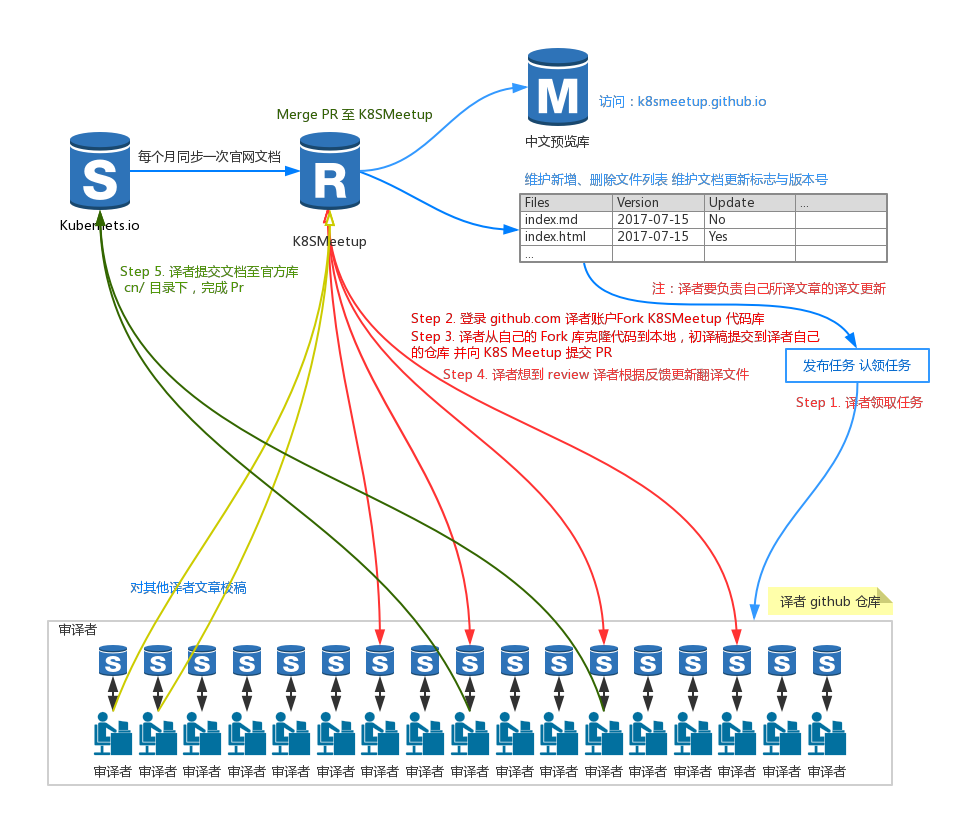 M
Merge PR 至 K8SMeetup
访问：k8smeetup.github.io
中文预览库
S
每个月同步一次官网文档
R
维护新增、删除文件列表 维护文档更新标志与版本号
Files Version Update ...
index.md 2017-07-15 No
index.html 2017-07-15 Yes
...
Kubernets.io
K8SMeetup
Step 5. 译者提交文档至官方库
cn/ 目录下，完成 Pr
注：译者要负责自己所译文章的译文更新
Step 2. 登录 github.com 译者账户Fork K8SMeetup 代码库
Step 3. 译者从自己的 Fork 库克隆代码到本地，初译稿提交到译者自己
的仓库 并向 K8S Meetup 提交 PR
Step 4. 译者想到 review 译者根据反馈更新翻译文件
发布任务 认领任务
Step 1. 译者领取任务
对其他译者文章校稿
译者 github 仓库
审译者
S S S S S S S S S S S S S S S S S
审译者 审译者 审译者 审译者 审译者 审译者 审译者 审译者 审译者 审译者 审译者 审译者 审译者 审译者 审译者 审译者 审译者